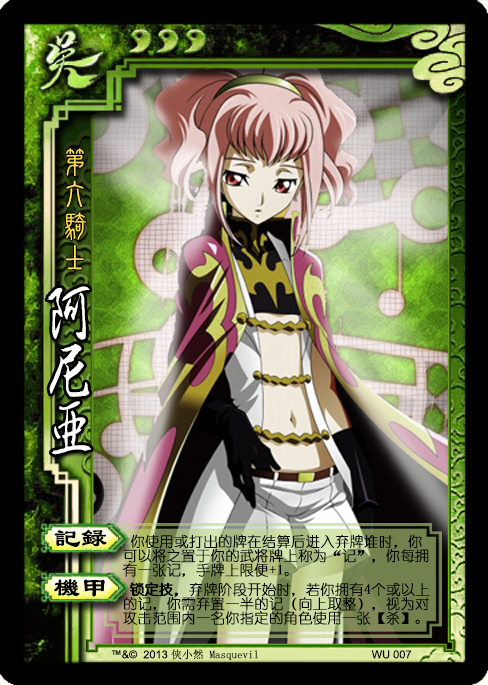 吴
第六騎士
阿尼亜
記録
你使用或打出的牌在结算后进入弃牌堆时，你
可以将之置于你的武将牌上称为“记”，你每拥
有一张记，手牌上限便+1。
機甲
锁定技，弃牌阶段开始时，若你拥有4个或以上
的记，你需弃置一半的记（向上取整），视为对
攻击范围内一名你指定的角色使用一张【杀】。
™&© 2013 侠小然 Masquevil
WU 007